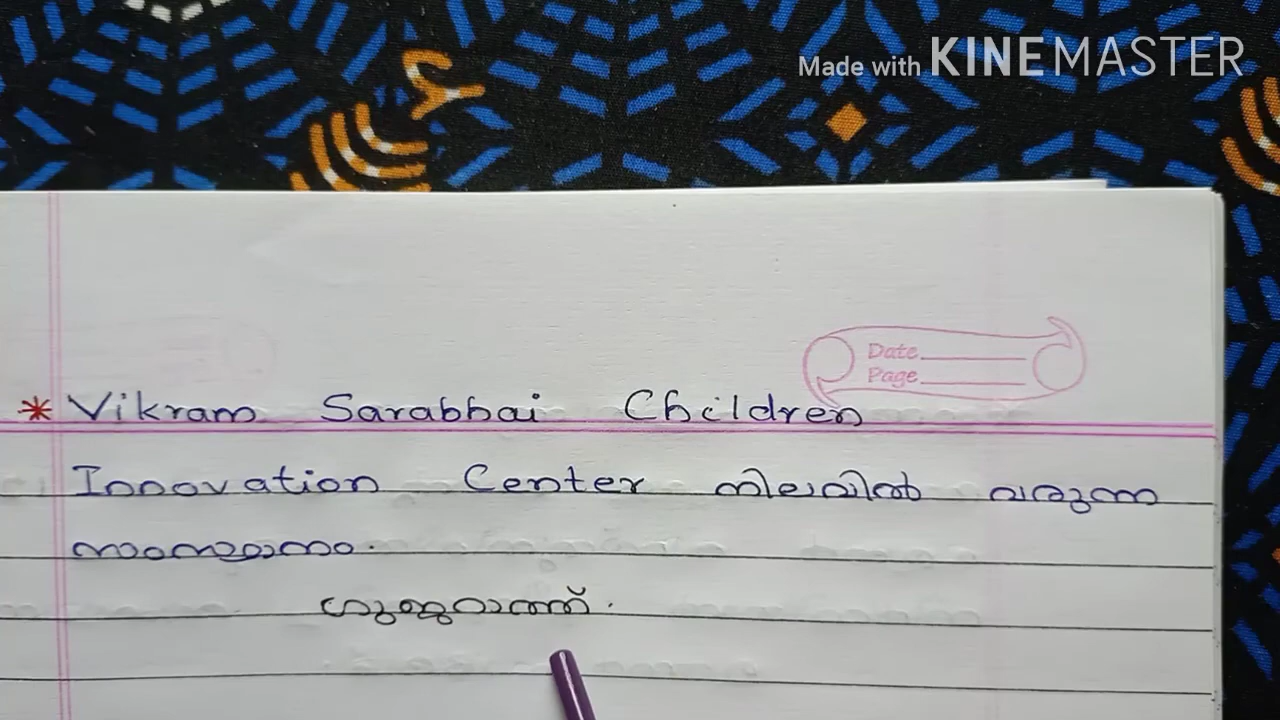 Made with KINEMASTER
Date
Page
* Vikram Sarabhai Children
Innovation Center നിലവിൽ വരുന്ന
സംസ്ഥാനം.
ഗുജറാത്ത്.